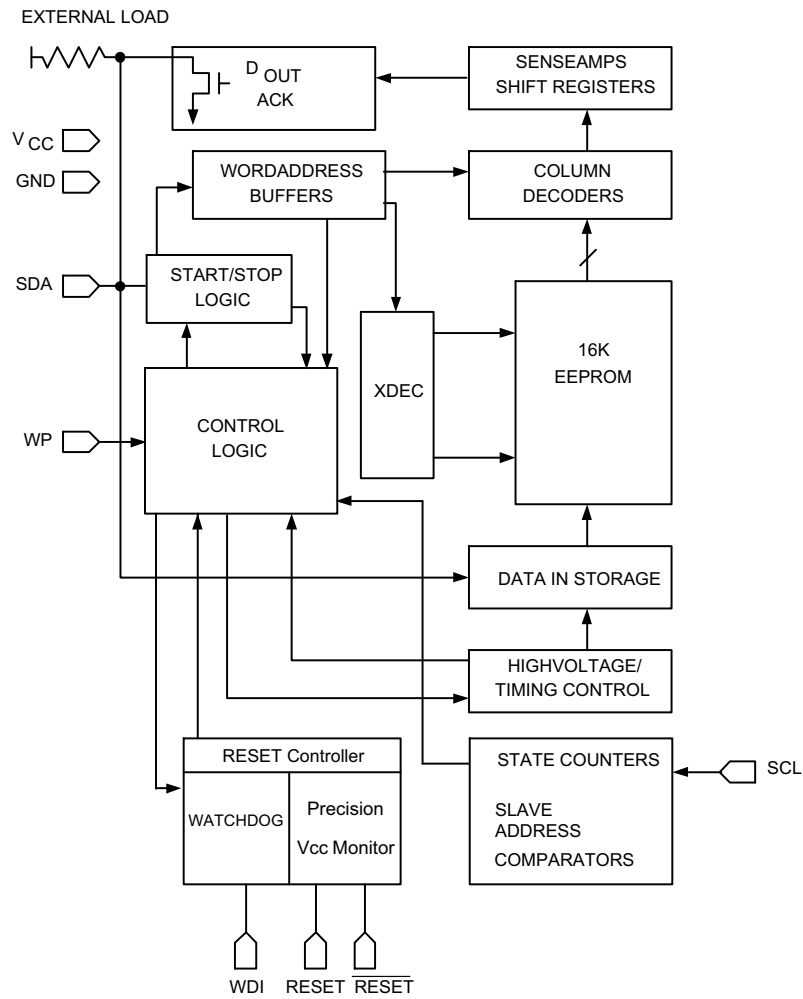 EXTERNAL LOAD
DOUT
ACK
SENSEAMPS
SHIFT REGISTERS
VCC
GND
WORDADDRESS
BUFFERS
COLUMN
DECODERS
SDA
START/STOP
LOGIC
16K
EEPROM
XDEC
WP
CONTROL
LOGIC
DATA IN STORAGE
HIGHVOLTAGE/
TIMING CONTROL
RESET Controller
WATCHDOG
Precision
Vcc Monitor
STATE COUNTERS
SLAVE
ADDRESS
COMPARATORS
SCL
WDI
RESET
RESET